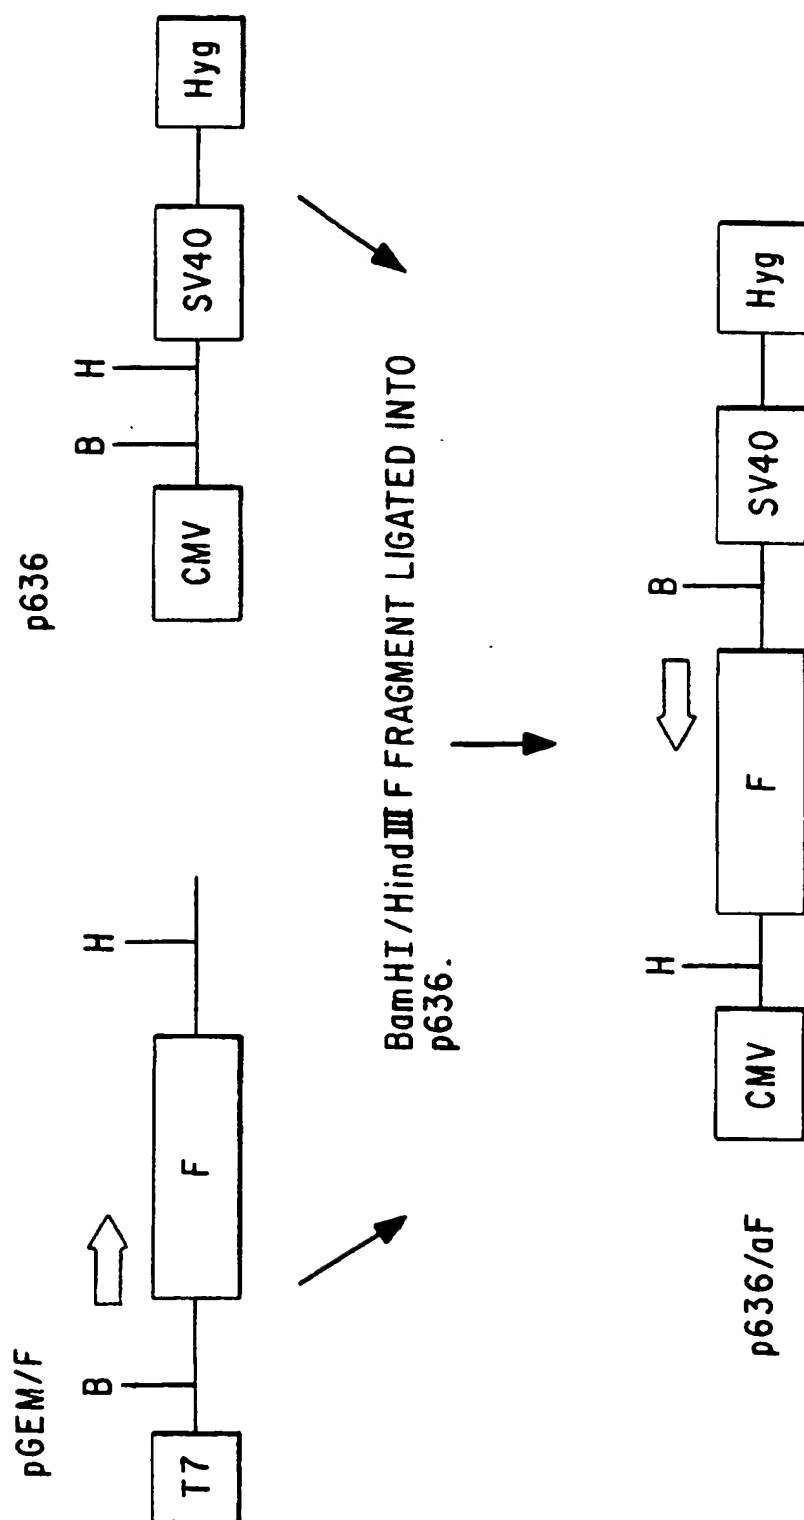 pGEM/F
T7
B
F
H
p636
CMV
B
H
SV40
Hyg
BamHI/HindIII F FRAGMENT LIGATED INTO
p636.
p636/aF
CMV
H
F
B
SV40
Hyg